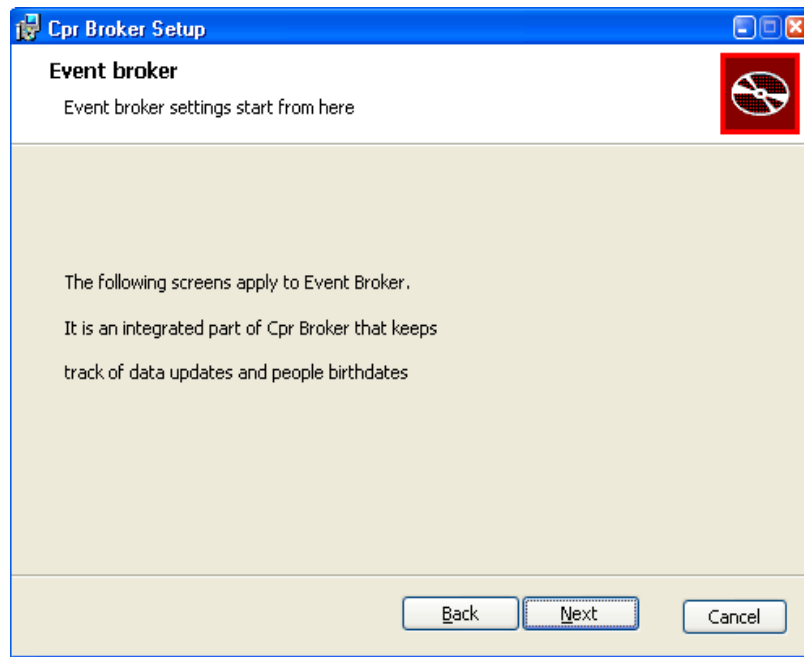 Cpr Broker Setup
Event broker
Event broker settings start from here
The following screens apply to Event Broker.
It is an integrated part of Cpr Broker that keeps
track of data updates and people birthdates
Back Next Cancel